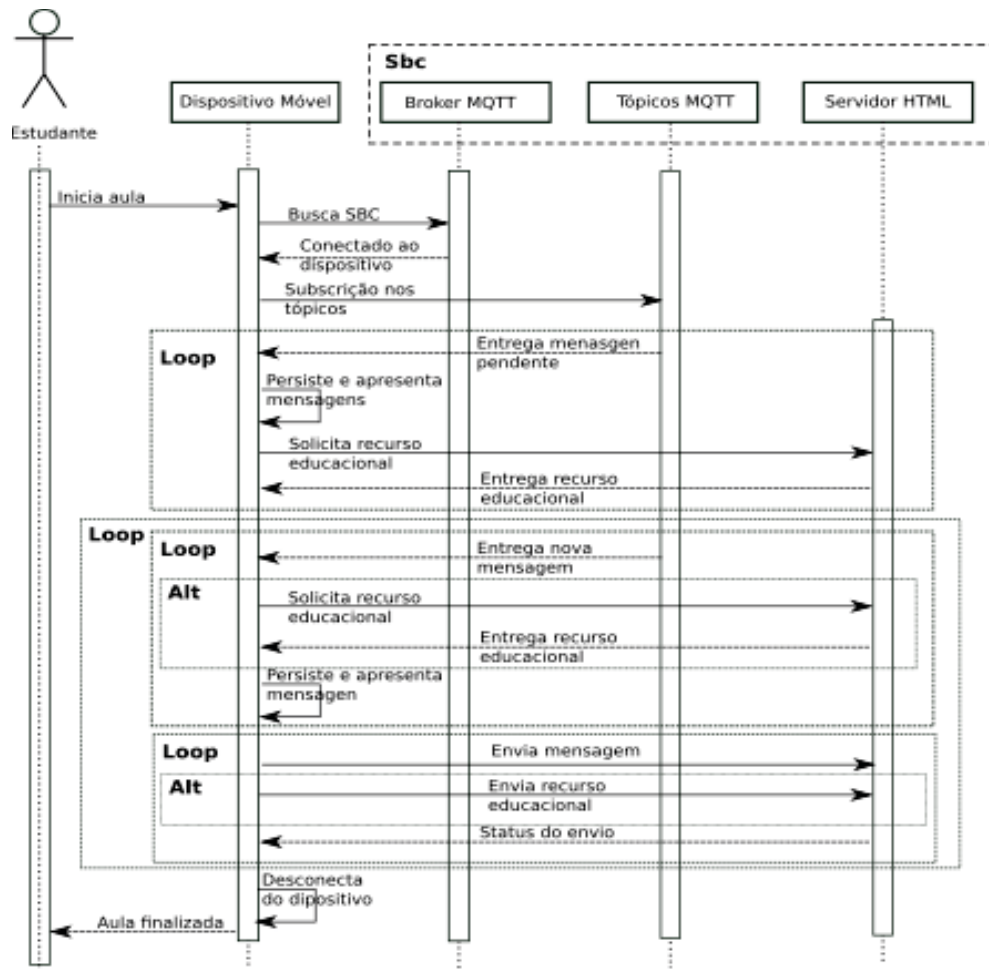 Sbc
Dispositivo Móvel
Broker MQTT
Tópicos MQTT
Servidor HTML
Estudante
Inicia aula
Busca SBC
Conectado ao
dispositivo
Subscrição nos
tópicos
Loop
Entrega menasgen
pendente
Persiste e apresenta
mensagens
Solicita recurso
educacional
Entrega recurso
educacional
Loop
Loop
Entrega nova
mensagem
Alt
Solicita recurso
educacional
Entrega recurso
educacional
Persiste e apresenta
mensagen
Loop
Envia mensagem
Alt
Envia recurso
educacional
Status do envio
Desconecta
do dipositivo
Aula finalizada